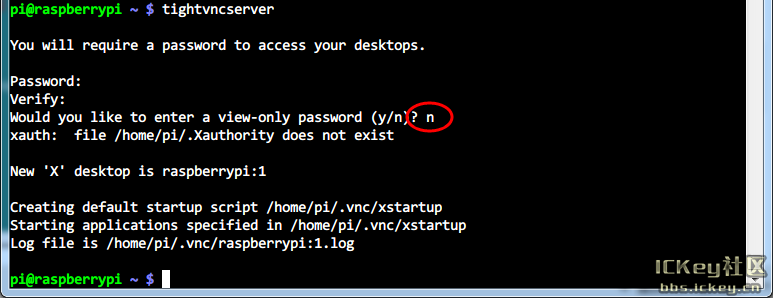 pi@raspberrypi ~ $ tightvncserver
You will require a password to access your desktops.
Password:
Verify:
Would you like to enter a view-only password (y/n)? n
xauth:  file /home/pi/.Xauthority does not exist
New 'X' desktop is raspberrypi:1
Creating default startup script /home/pi/.vnc/xstartup
Starting applications specified in /home/pi/.vnc/xstartup
Log file is /home/pi/.vnc/raspberrypi:1.log
pi@raspberrypi ~ $
ICKey社区
bbs.ickey.cn